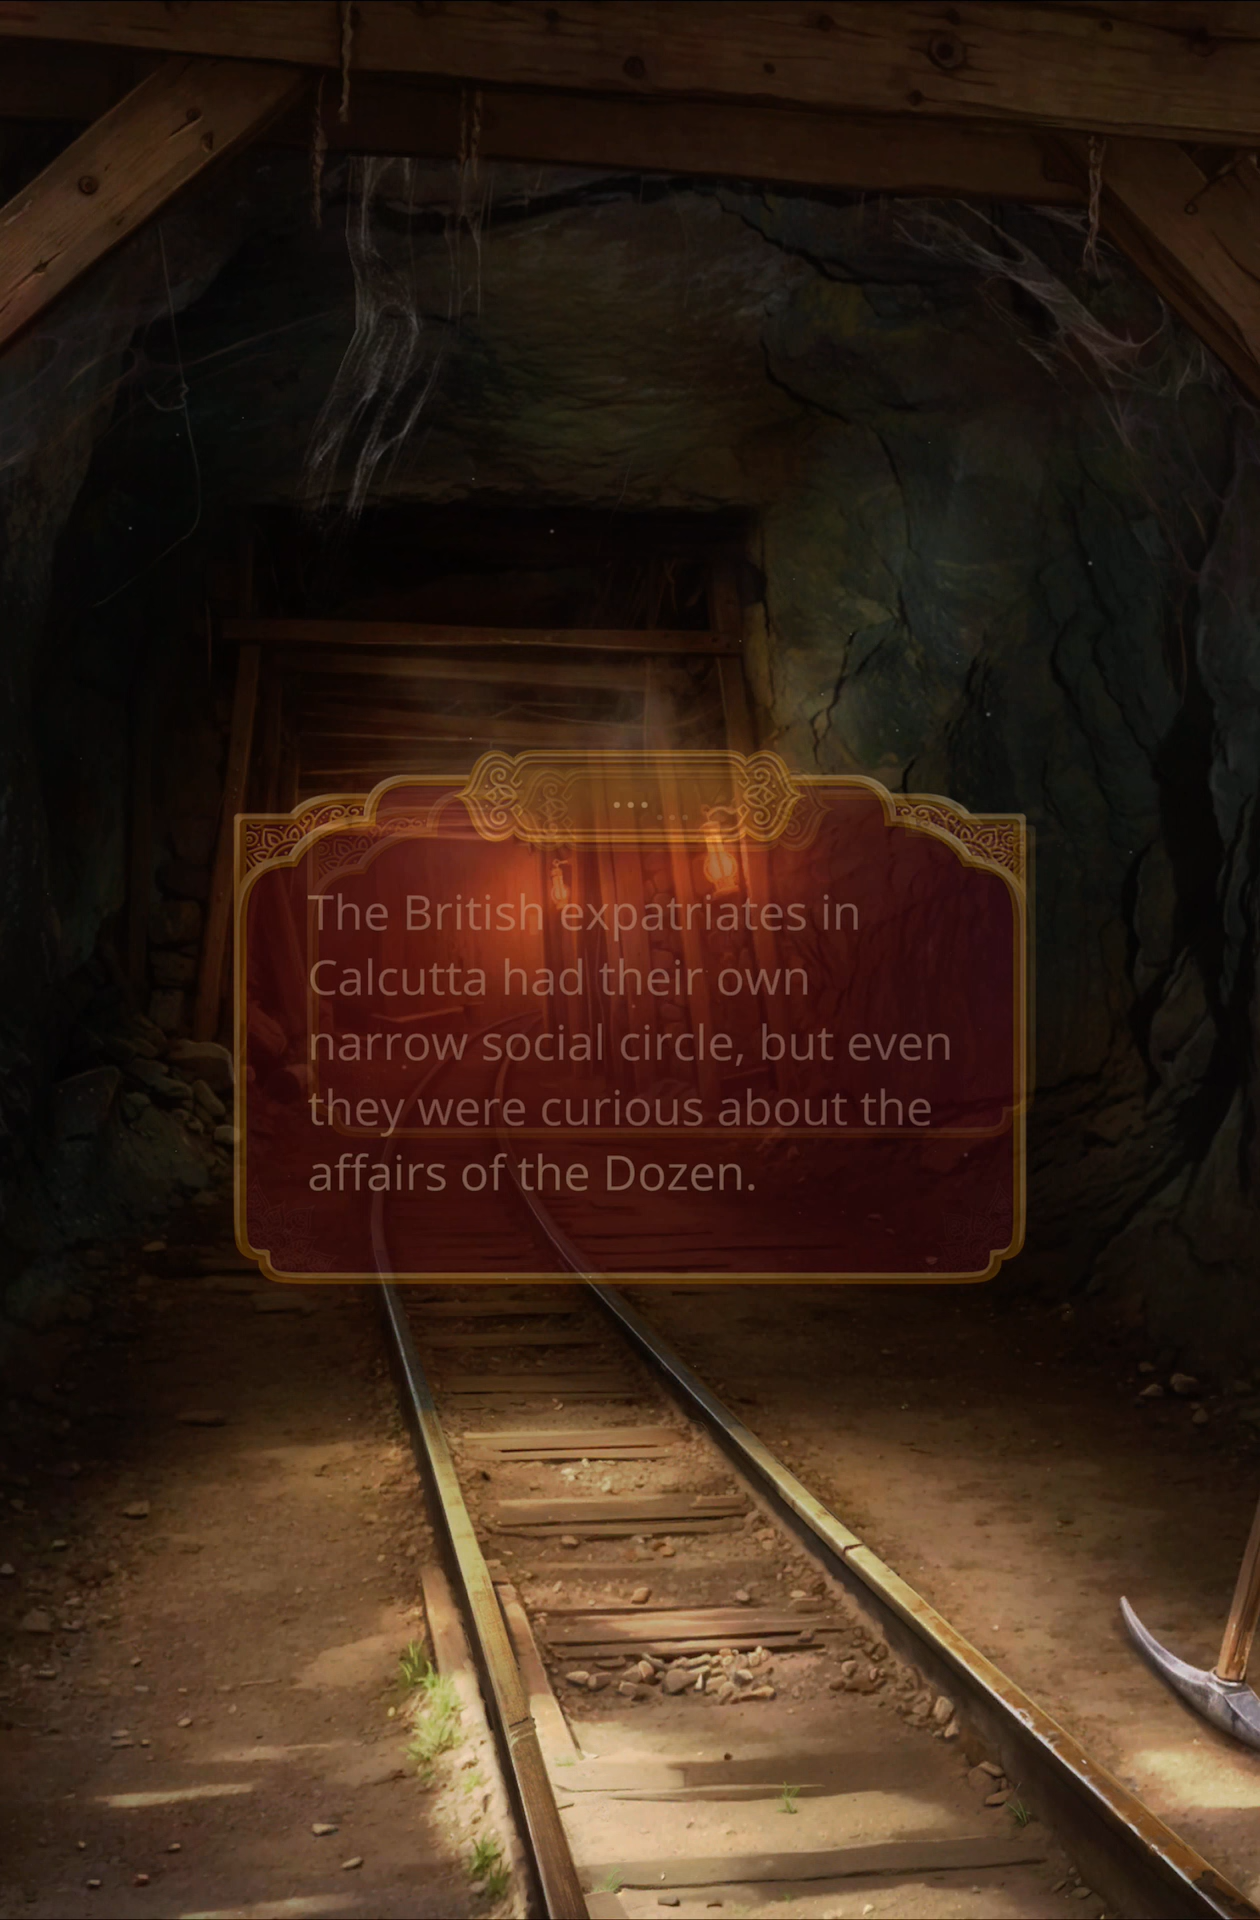 ...
The British expatriates in
Calcutta had their own
narrow social circle, but even
they were curious about the
affairs of the Dozen.